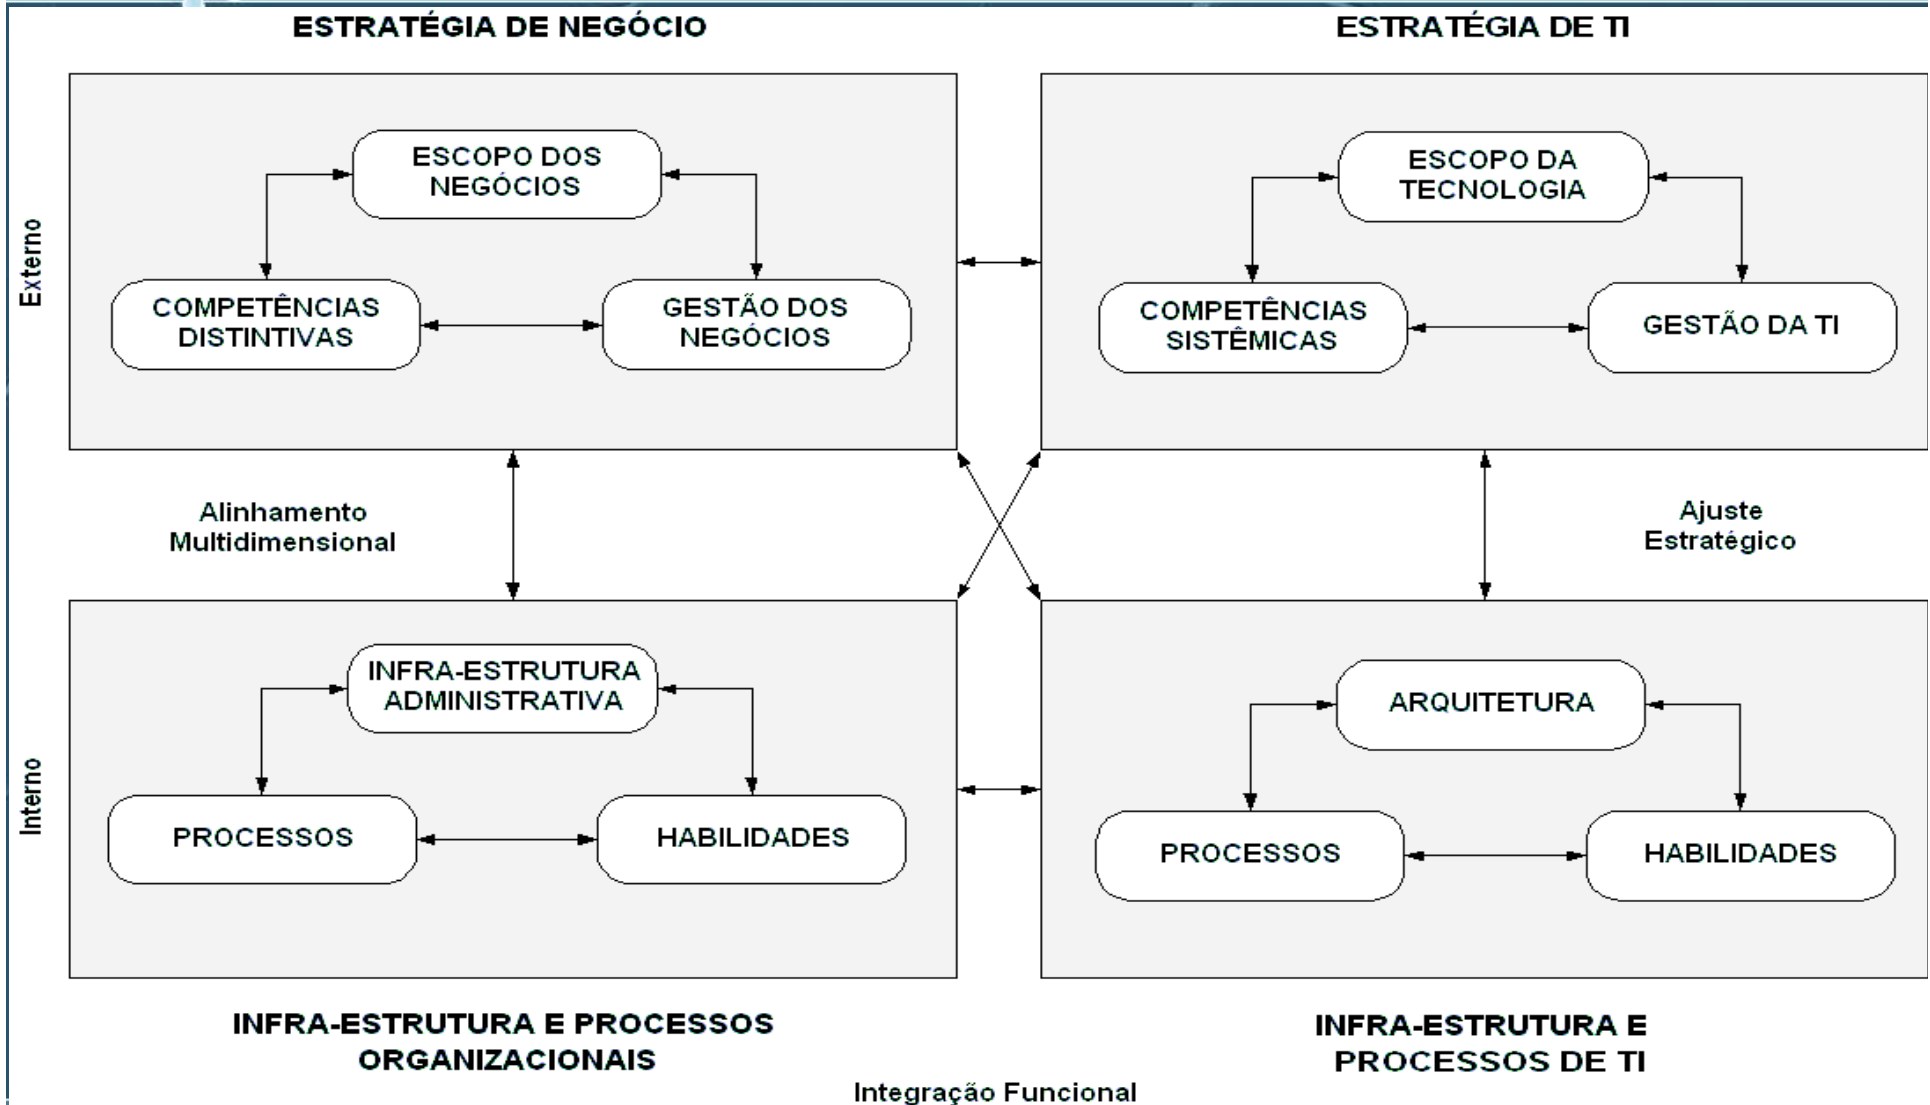 ESTRATÉGIA DE NEGÓCIO
ESTRATÉGIA DE TI
Externo
ESCOPO DOS
NEGÓCIOS
COMPETÊNCIAS
DISTINTIVAS
GESTÃO DOS
NEGÓCIOS
ESCOPO DA
TECNOLOGIA
COMPETÊNCIAS
SISTÊMICAS
GESTÃO DA TI
Alinhamento
Multidimensional
Ajuste
Estratégico
Interno
INFRA-ESTRUTURA
ADMINISTRATIVA
PROCESSOS
HABILIDADES
ARQUITETURA
PROCESSOS
HABILIDADES
INFRA-ESTRUTURA E PROCESSOS
ORGANIZACIONAIS
INFRA-ESTRUTURA E
PROCESSOS DE TI
Integração Funcional